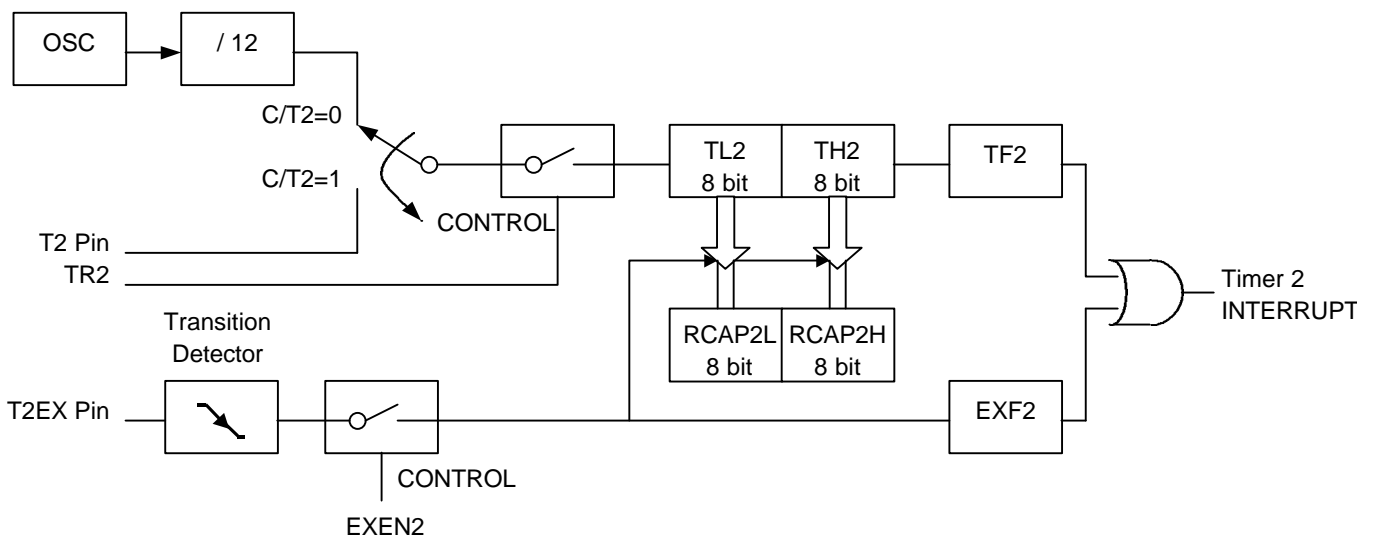 OSC
/ 12
C/T2=0
C/T2=1
CONTROL
TL2
8 bit
TH2
8 bit
TF2
T2 Pin
TR2
Timer 2
INTERRUPT
Transition
Detector
RCAP2L
8 bit
RCAP2H
8 bit
T2EX Pin
EXF2
CONTROL
EXEN2